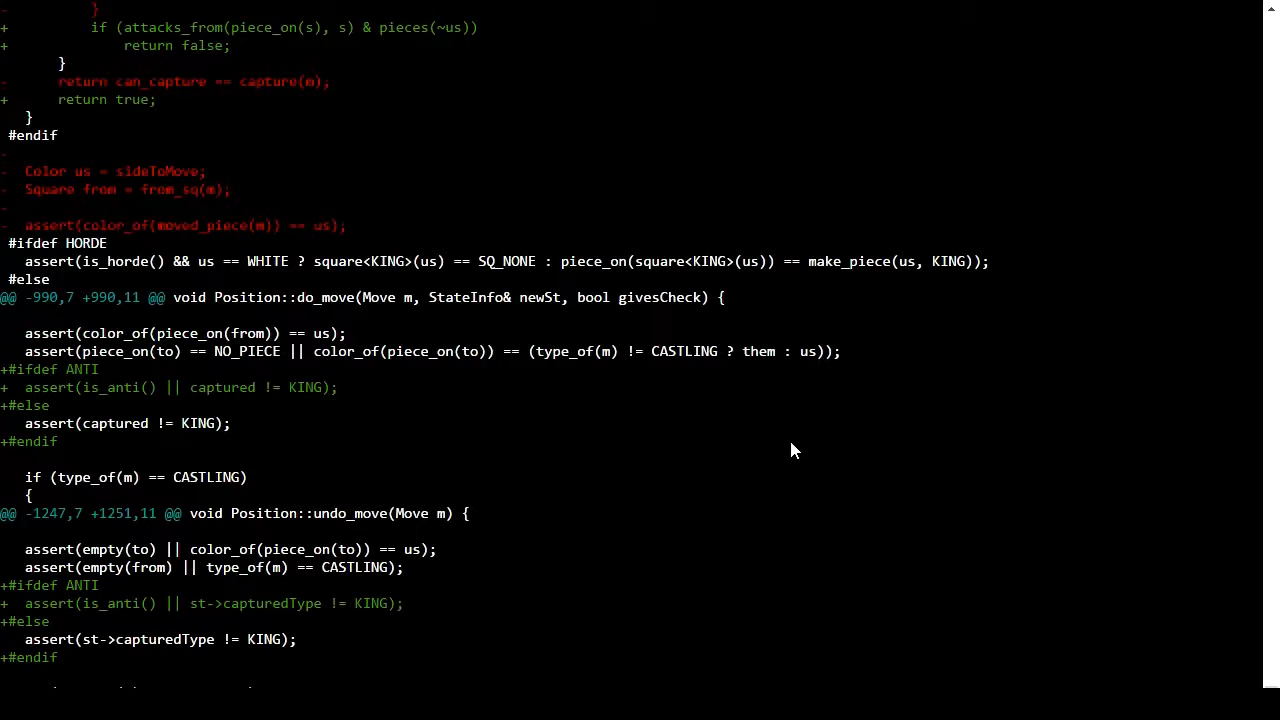 -          }
+          if (attacks_from(piece_on(s), s) & pieces(~us))
+              return false;
       }
-      return can_capture == capture(m);
+      return true;
   }
 #endif
-
-  Color us = sideToMove;
-  Square from = from_sq(m);
-
-  assert(color_of(moved_piece(m)) == us);
 #ifdef HORDE
   assert(is_horde() && us == WHITE ? square<KING>(us) == SQ_NONE : piece_on(square<KING>(us)) == make_piece(us, KING));
 #else
@@ -990,7 +990,11 @@ void Position::do_move(Move m, StateInfo& newSt, bool givesCheck) {
   assert(color_of(piece_on(from)) == us);
   assert(piece_on(to) == NO_PIECE || color_of(piece_on(to)) == (type_of(m) != CASTLING ? them : us));
+#ifdef ANTI
+  assert(is_anti() || captured != KING);
+#else
   assert(captured != KING);
+#endif
   if (type_of(m) == CASTLING)
   {
@@ -1247,7 +1251,11 @@ void Position::undo_move(Move m) {
   assert(empty(to) || color_of(piece_on(to)) == us);
   assert(empty(from) || type_of(m) == CASTLING);
+#ifdef ANTI
+  assert(is_anti() || st->capturedType != KING);
+#else
   assert(st->capturedType != KING);
+#endif